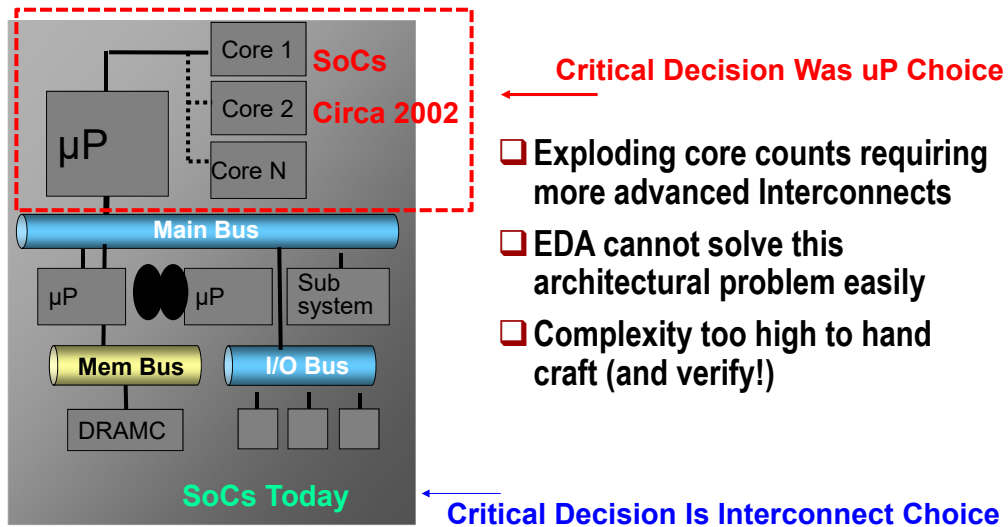 Core 1
SoCs
Core 2
Circa 2002
µP
Core N
Main Bus
µP
µP
Sub
system
Mem Bus
I/O Bus
DRAMC
SoCs Today
Critical Decision Was uP Choice
Exploding core counts requiring
more advanced Interconnects
EDA cannot solve this
architectural problem easily
Complexity too high to hand
craft (and verify!)
Critical Decision Is Interconnect Choice